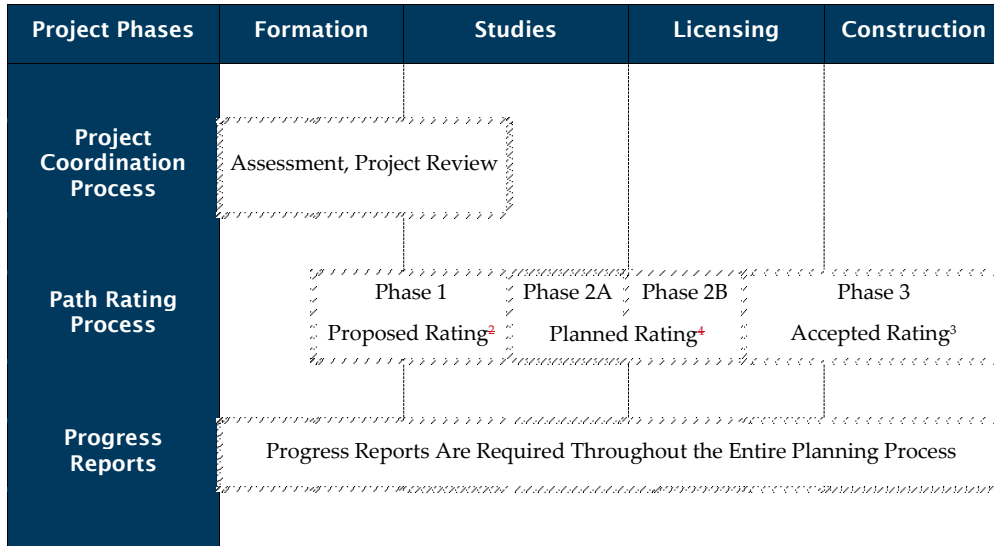 Project Phases Formation Studies Licensing Construction
Project
Coordination
Process
Assessment, Project Review
Path Rating
Process
Phase 1 Phase 2A Phase 2B Phase 3
Proposed Rating² Planned Rating⁴ Accepted Rating³
Progress
Reports
Progress Reports Are Required Throughout the Entire Planning Process